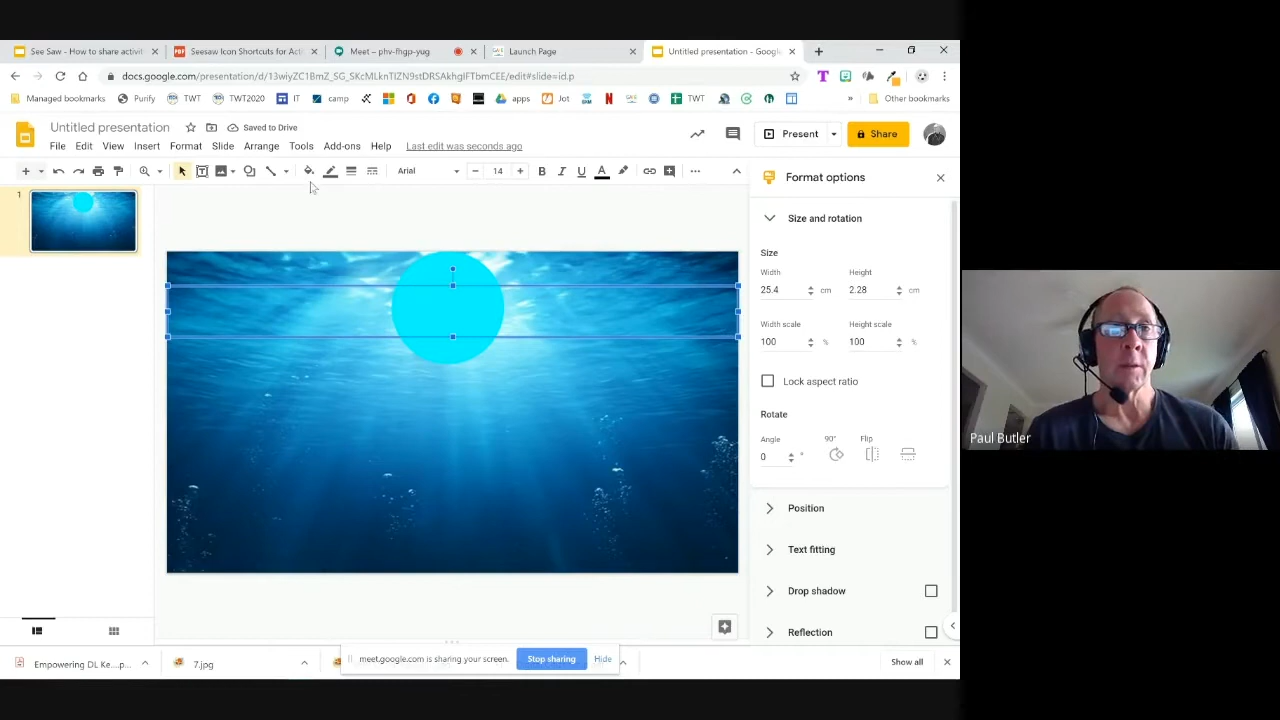 See Saw - How to share activit
Seesaw Icon Shortcuts for Acti
Meet – phv-fhgp-yug
Launch Page
Untitled presentation - Google
docs.google.com/presentation/d/13wiyZC1BmZ_SG_SKcMLknTlZN9stDRSAkhglFTbmCEE/edit#slide=id.p
Managed bookmarks
Purify
TWT
TWT2020
IT
camp
apps
Jot
TWT
»
Other bookmarks
Untitled presentation
Saved to Drive
File Edit View Insert Format Slide Arrange Tools Add-ons Help Last edit was seconds ago
Present
Share
Arial
14
B I U A
Format options
1
Size and rotation
Size
Width Height
25.4 cm 2.28 cm
Width scale Height scale
100 % 100 %
Lock aspect ratio
Rotate
Angle 90° Flip
0 °
Position
Text fitting
Drop shadow
Reflection
Paul Butler
Empowering DL Ke....p...
7.jpg
meet.google.com is sharing your screen.
Stop sharing
Hide
Show all